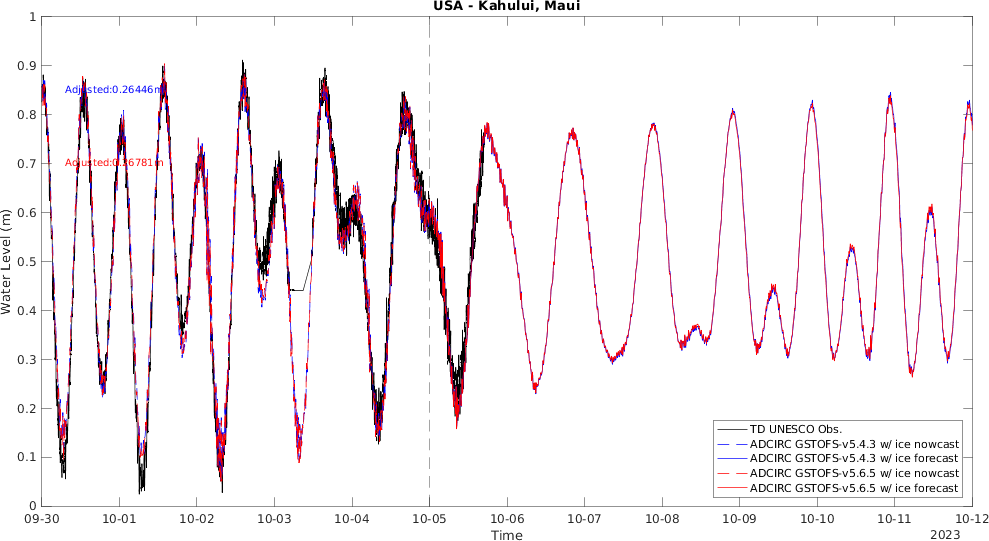 USA - Kahului, Maui
1
0.9
0.8
0.7
0.6
0.5
0.4
0.3
0.2
0.1
0
Water Level (m)
Adjusted:0.26446m
Adjusted:0.26781m
TD UNESCO Obs.
ADCIRC GSTOFS-v5.4.3 w/ ice nowcast
ADCIRC GSTOFS-v5.4.3 w/ ice forecast
ADCIRC GSTOFS-v5.6.5 w/ ice nowcast
ADCIRC GSTOFS-v5.6.5 w/ ice forecast
09-30 10-01 10-02 10-03 10-04 10-05 10-06 10-07 10-08 10-09 10-10 10-11 10-12
Time
2023